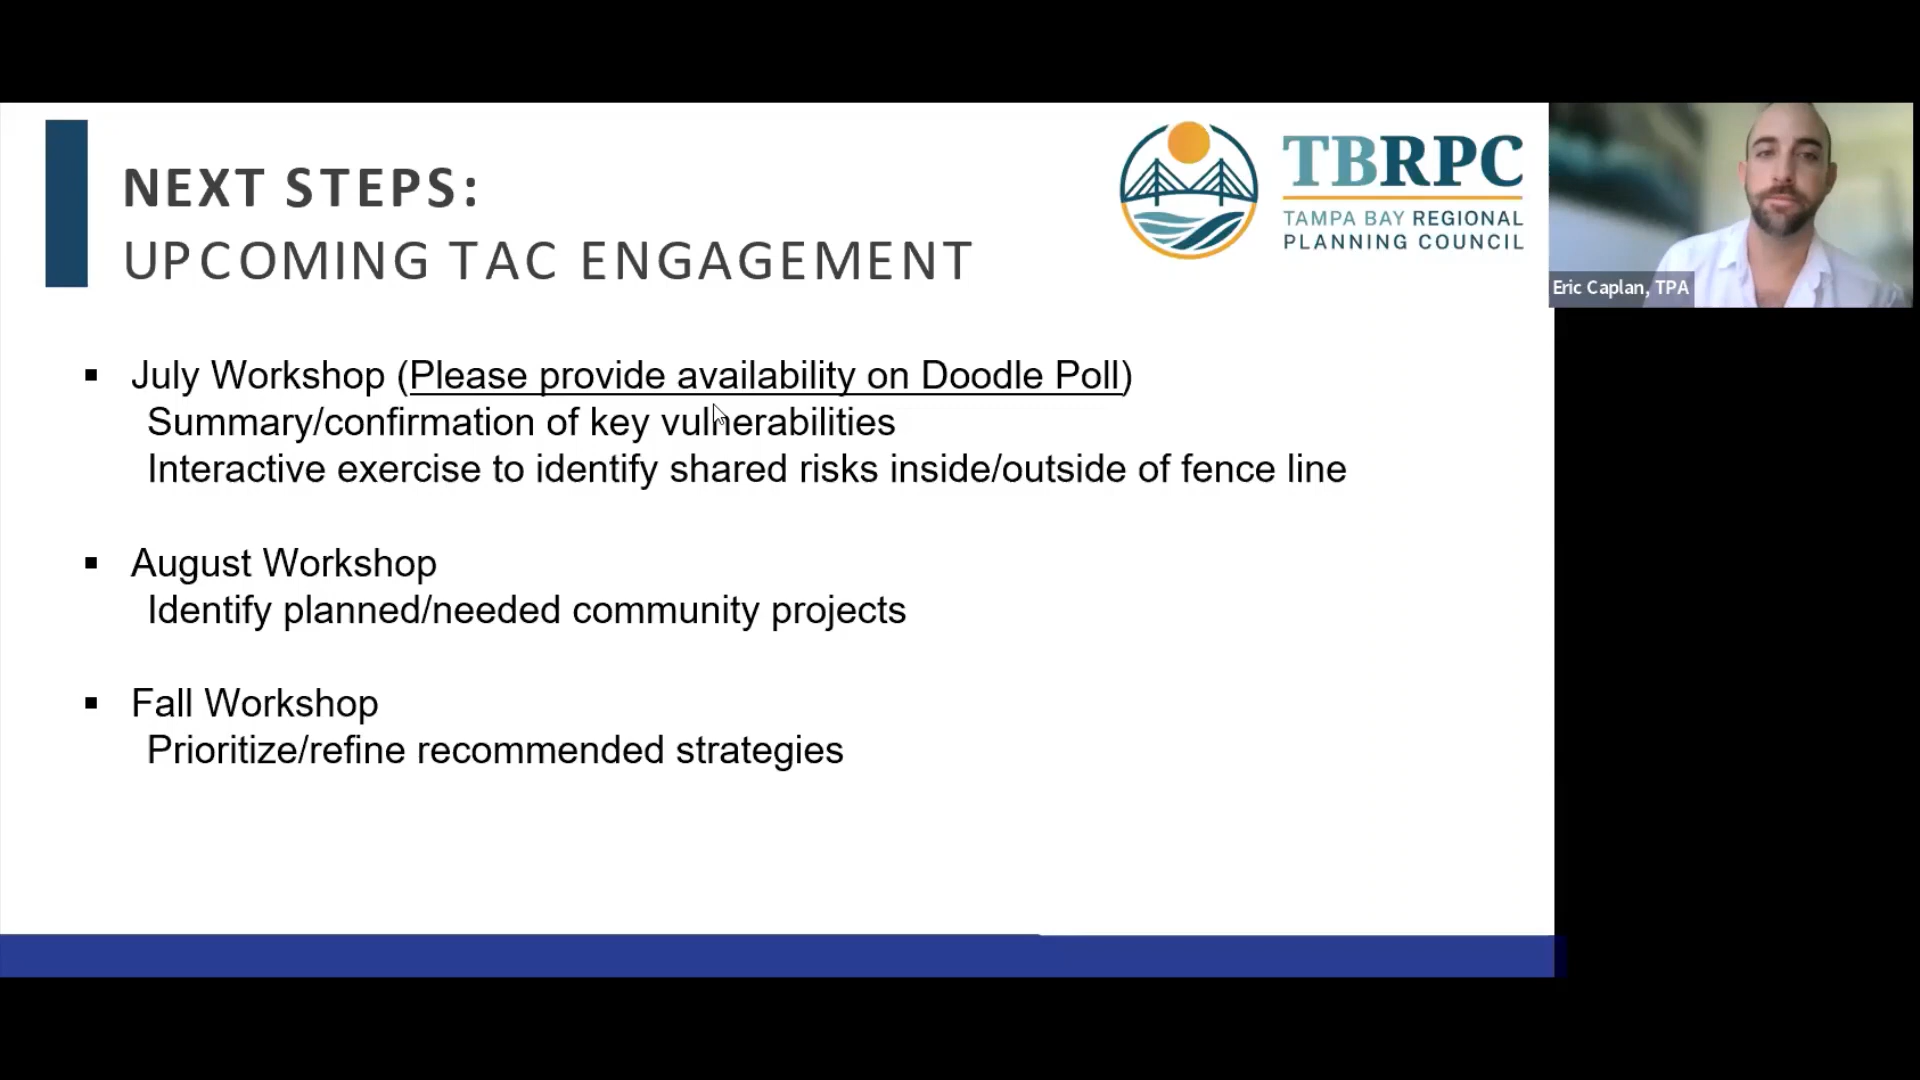 NEXT STEPS:
UPCOMING TAC ENGAGEMENT
TBRPC
TAMPA BAY REGIONAL
PLANNING COUNCIL
Eric Caplan, TPA
▪ July Workshop (Please provide availability on Doodle Poll)
Summary/confirmation of key vulnerabilities
Interactive exercise to identify shared risks inside/outside of fence line
▪ August Workshop
Identify planned/needed community projects
▪ Fall Workshop
Prioritize/refine recommended strategies